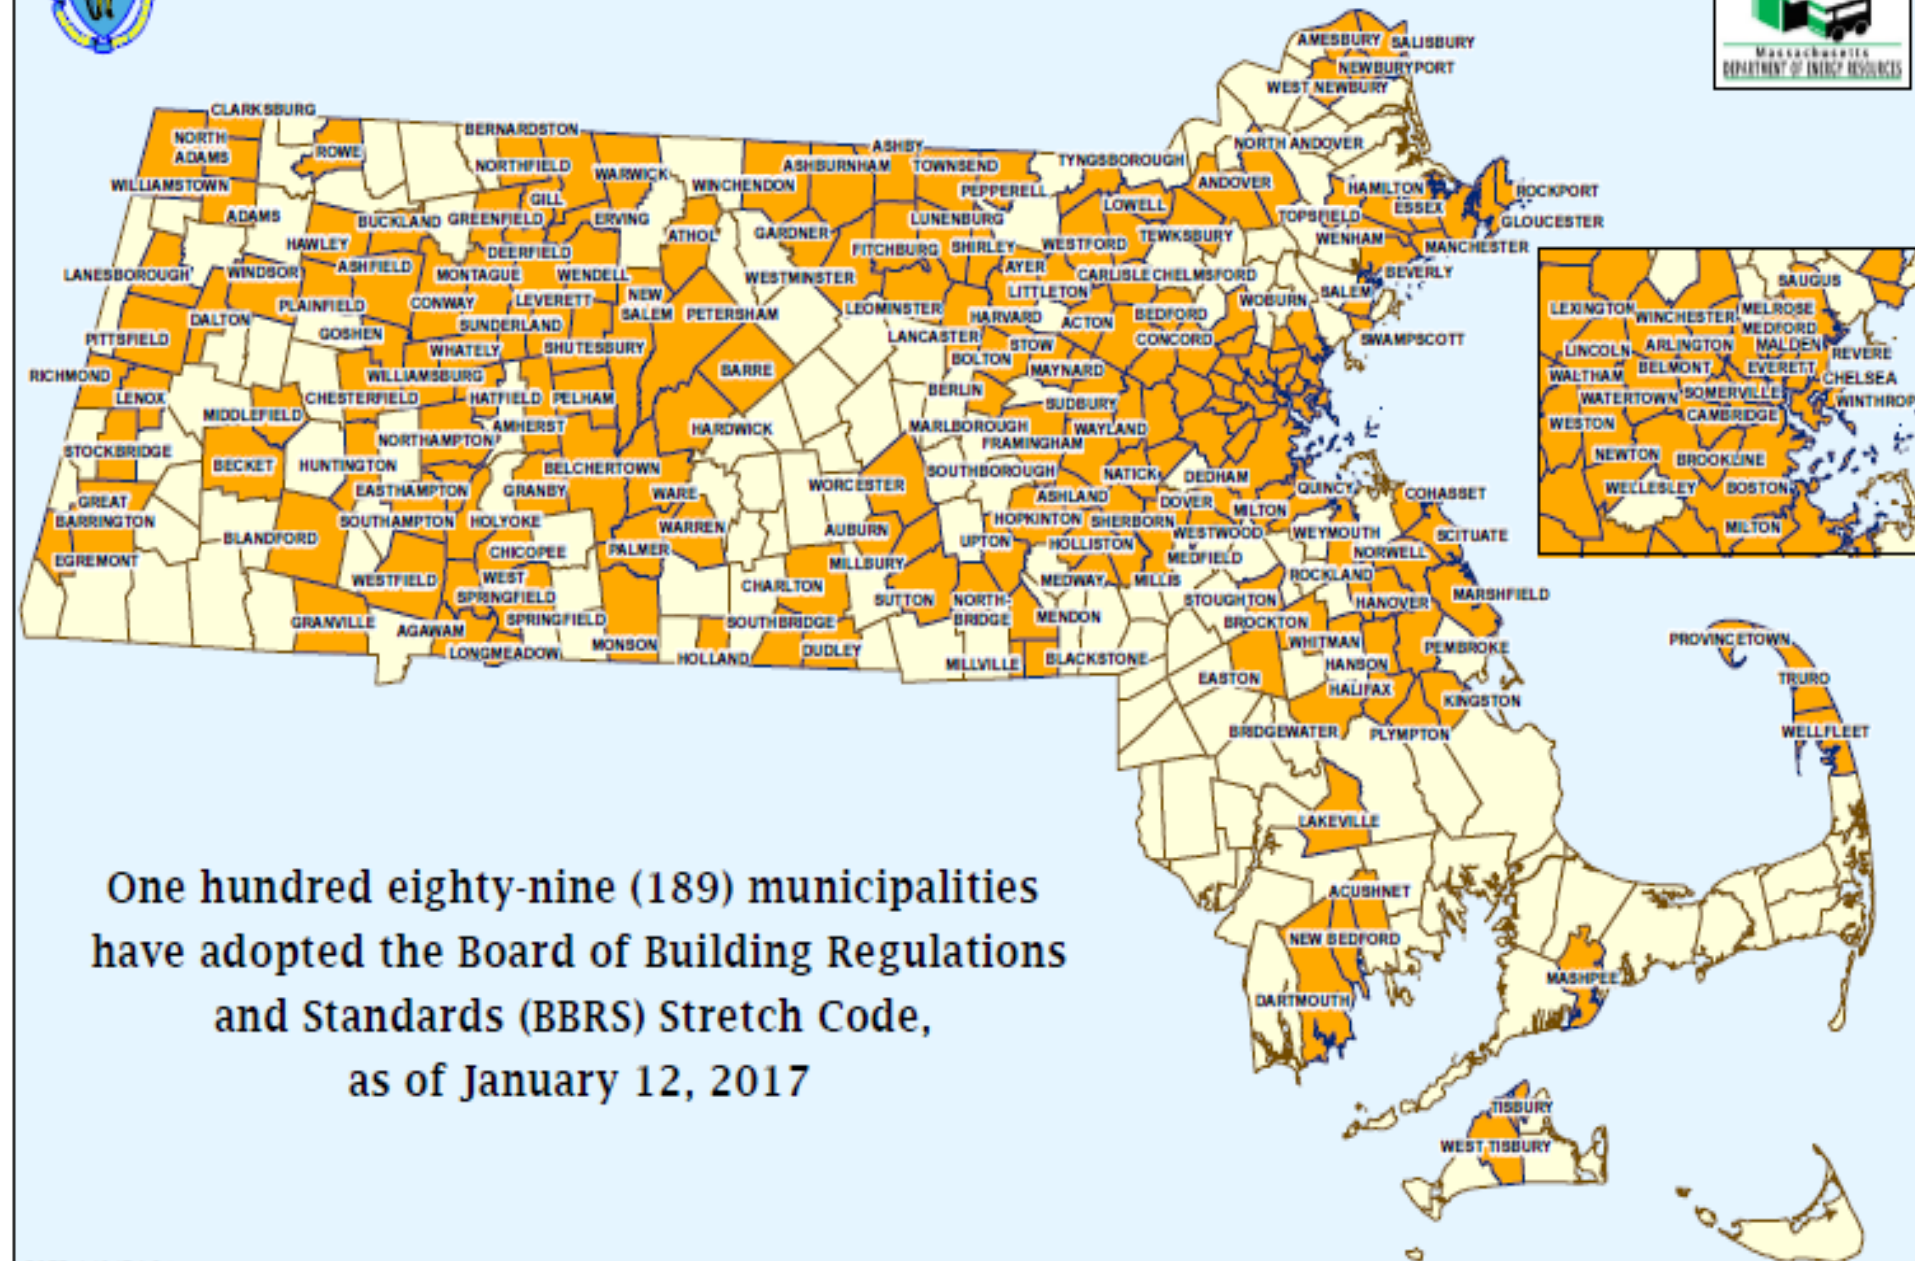 Massachusetts
DEPARTMENT OF ENERGY RESOURCES
AMESBURY
SALISBURY
NEWBURYPORT
WEST NEWBURY
CLARKSBURG
NORTH
ADAMS
ROWE
BERNARDSTON
NORTHFIELD
WARWICK
WINCHENDON
ASHBY
ASHBURNHAM
TOWNSEND
PEPPERELL
TYNGSBOROUGH
NORTH ANDOVER
ANDOVER
HAMILTON
ROCKPORT
WILLIAMSTOWN
ADAMS
BUCKLAND
GREENFIELD
GILL
ERVING
ATHOL
GARDNER
LUNENBURG
LOWELL
TOPSFIELD
ESSEX
GLOUCESTER
HAWLEY
DEERFIELD
FITCHBURG
SHIRLEY
WESTFORD
TEWKSBURY
WENHAM
MANCHESTER
LANESBOROUGH
WINDSOR
ASHFIELD
MONTAGUE
WENDELL
WESTMINSTER
AYER
CARLISLE
CHELMSFORD
BEVERLY
PLAINFIELD
CONWAY
LEVERETT
NEW
SALEM
PETERSHAM
LEOMINSTER
LITTLETON
WOBURN
SALEM
DALTON
GOSHEN
SUNDERLAND
HARVARD
ACTON
BEDFORD
PITTSFIELD
WHATELY
SHUTESBURY
LANCASTER
STOW
CONCORD
SWAMPSCOTT
RICHMOND
WILLIAMSBURG
BARRE
BOLTON
MAYNARD
LENOX
CHESTERFIELD
HATFIELD
PELHAM
BERLIN
SUDBURY
MIDDLEFIELD
AMHERST
HARDWICK
MARLBOROUGH
WAYLAND
STOCKBRIDGE
NORTHAMPTON
FRAMINGHAM
BECKET
HUNTINGTON
BELCHERTOWN
SOUTHBOROUGH
NATICK
DEDHAM
EASTHAMPTON
GRANBY
WARE
WORCESTER
ASHLAND
DOVER
QUINCY
COHASSET
GREAT
BARRINGTON
SOUTHAMPTON
HOLYOKE
WARREN
AUBURN
HOPKINTON
SHERBORN
MILTON
WESTWOOD
WEYMOUTH
SCITUATE
BLANDFORD
CHICOPEE
PALMER
UPTON
HOLLISTON
MEDFIELD
NORWELL
EGREMONT
WESTFIELD
WEST
SPRINGFIELD
CHARLTON
MILLBURY
MEDWAY
MILLIS
ROCKLAND
MARSHFIELD
SUTTON
NORTH-
BRIDGE
STOUGHTON
HANOVER
GRANVILLE
AGAWAM
SPRINGFIELD
SOUTHBRIDGE
MENDON
BROCKTON
WHITMAN
LONGMEADOW
MONSON
HOLLAND
DUDLEY
MILLVILLE
BLACKSTONE
HANSON
PEMBROKE
EASTON
HALIFAX
KINGSTON
BRIDGEWATER
PLYMPTON
LAKEVILLE
ACUSHNET
NEW BEDFORD
DARTMOUTH
MASHPEE
TISBURY
WEST TISBURY
PROVINCETOWN
TRURO
WELLFLEET
SAUGUS
LEXINGTON
WINCHESTER
MELROSE
MEDFORD
LINCOLN
ARLINGTON
MALDEN
REVERE
WALTHAM
BELMONT
EVERETT
CHELSEA
WATERTOWN
SOMERVILLE
WINTHROP
WESTON
CAMBRIDGE
NEWTON
BROOKLINE
WELLESLEY
BOSTON
MILTON
One hundred eighty-nine (189) municipalities
have adopted the Board of Building Regulations
and Standards (BBRS) Stretch Code,
as of January 12, 2017